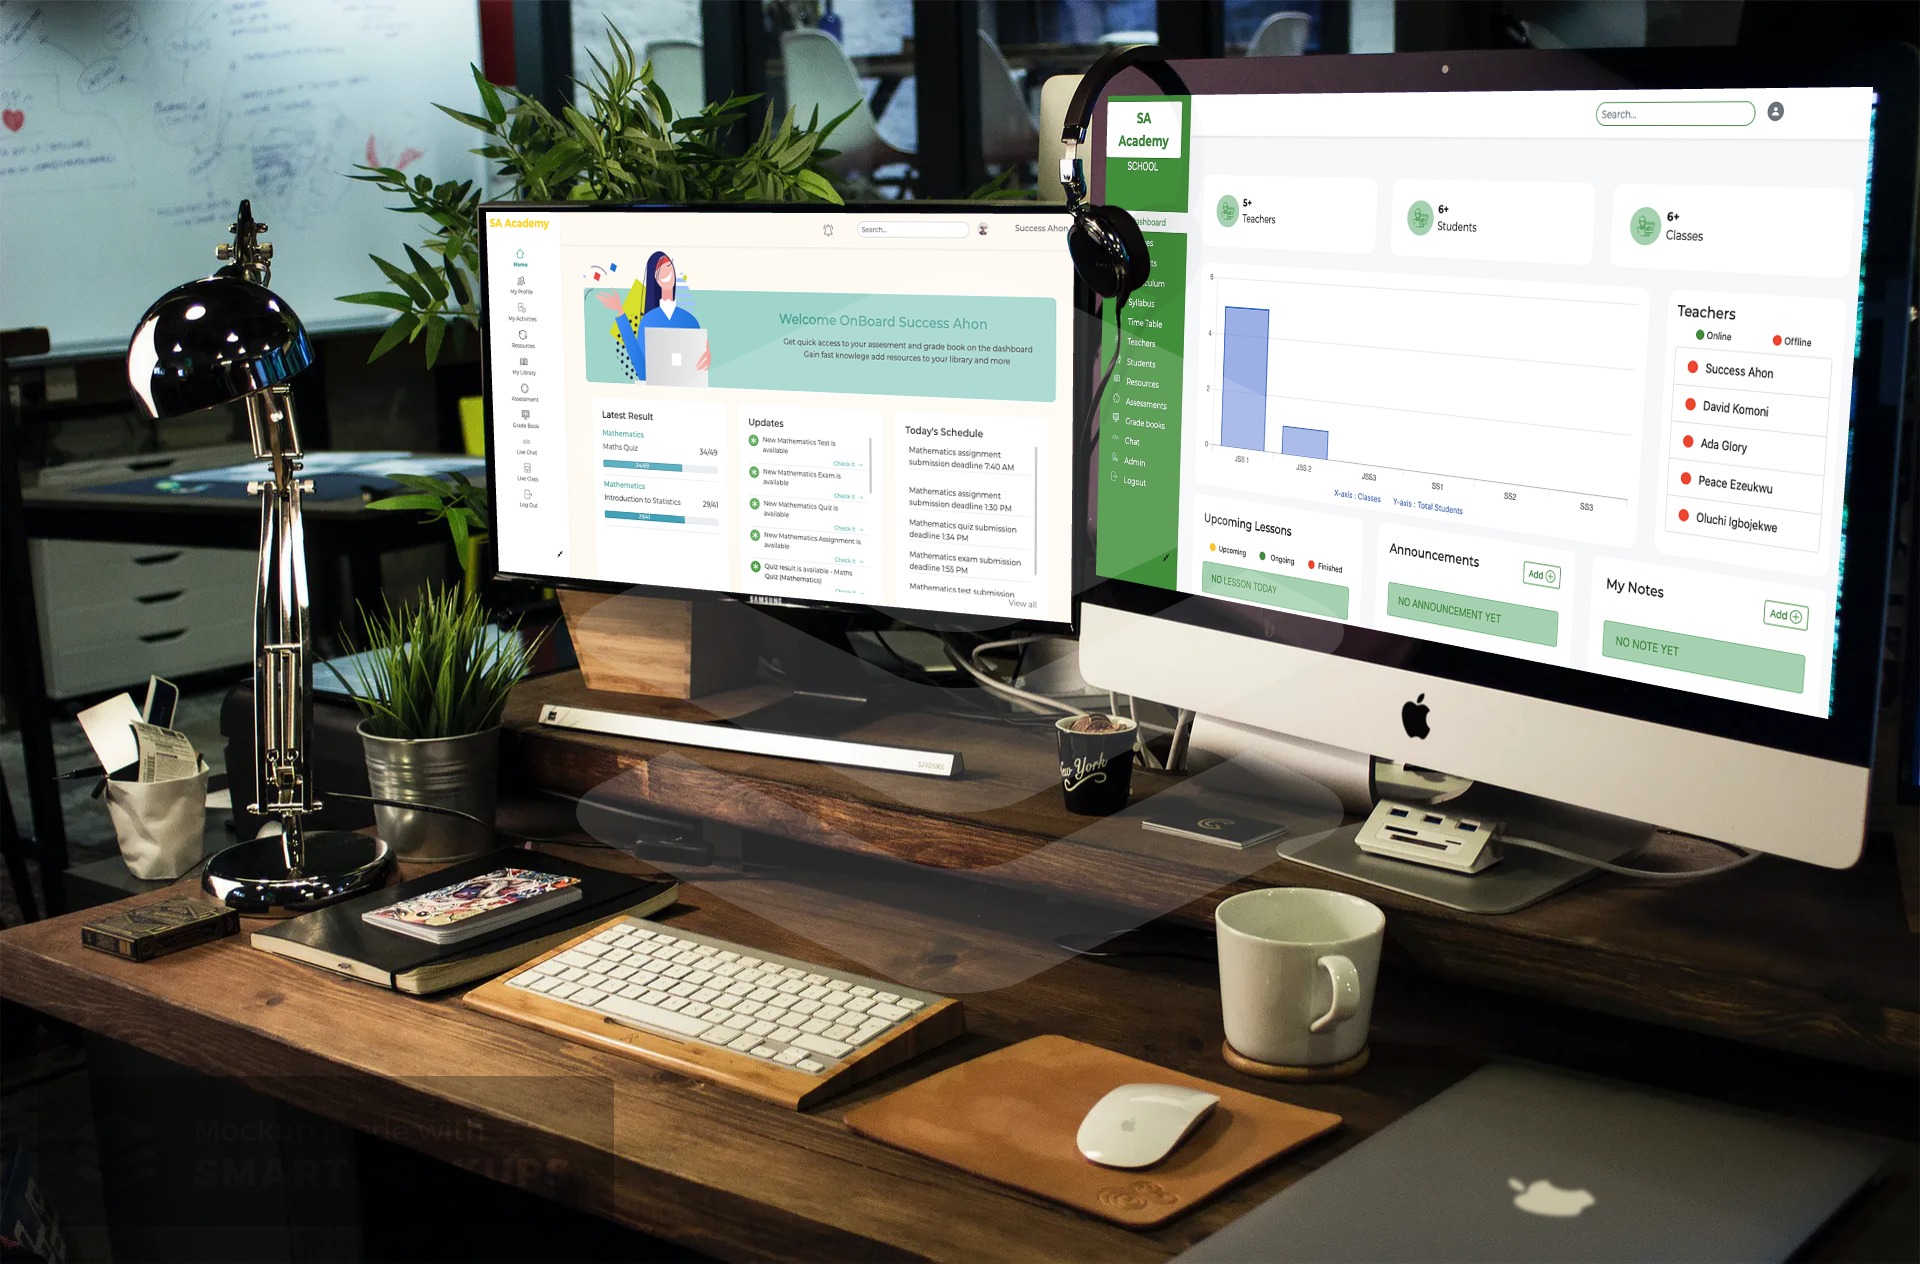 SA Academy
Search...
Success Ahon
Home
My Profile
My Activities
Resources
My Library
Assessment
Grade Book
Live Chat
Live Class
Log Out
Welcome OnBoard Success Ahon
Get quick access to your assesment and grade book on the dashboard
Gain fast knowlege add resources to your library and more
Latest Result
Mathematics
Maths Quiz 34/49
34/49
Mathematics
Introduction to Statistics 29/41
29/41
Updates
New Mathematics Test is
available
Check it →
New Mathematics Exam is
available
Check it →
New Mathematics Quiz is
available
Check it →
New Mathematics Assignment is
available
Check it →
Quiz result is available - Maths
Quiz (Mathematics)
Today's Schedule
Mathematics assignment
submission deadline 7:40 AM
Mathematics assignment
submission deadline 1:30 PM
Mathematics quiz submission
deadline 1:34 PM
Mathematics exam submission
deadline 1:55 PM
Mathematics test submission
View all
SAMSUNG
SA
Academy
SCHOOL
Search...
Syllabus
Time Table
Teachers
Students
Resources
Assessments
Grade books
Chat
Admin
Logout
5+
Teachers
6+
Students
6+
Classes
6
4
2
0
JSS 1
JSS 2
JSS3
SS1
SS2
SS3
X-axis : Classes Y-axis : Total Students
Teachers
Online Offline
Success Ahon
David Komoni
Ada Glory
Peace Ezeukwu
Oluchi Igbojekwe
Upcoming Lessons
Upcoming Ongoing Finished
NO LESSON TODAY
Announcements
Add
NO ANNOUNCEMENT YET
My Notes
Add
NO NOTE YET
York
Mockup made with